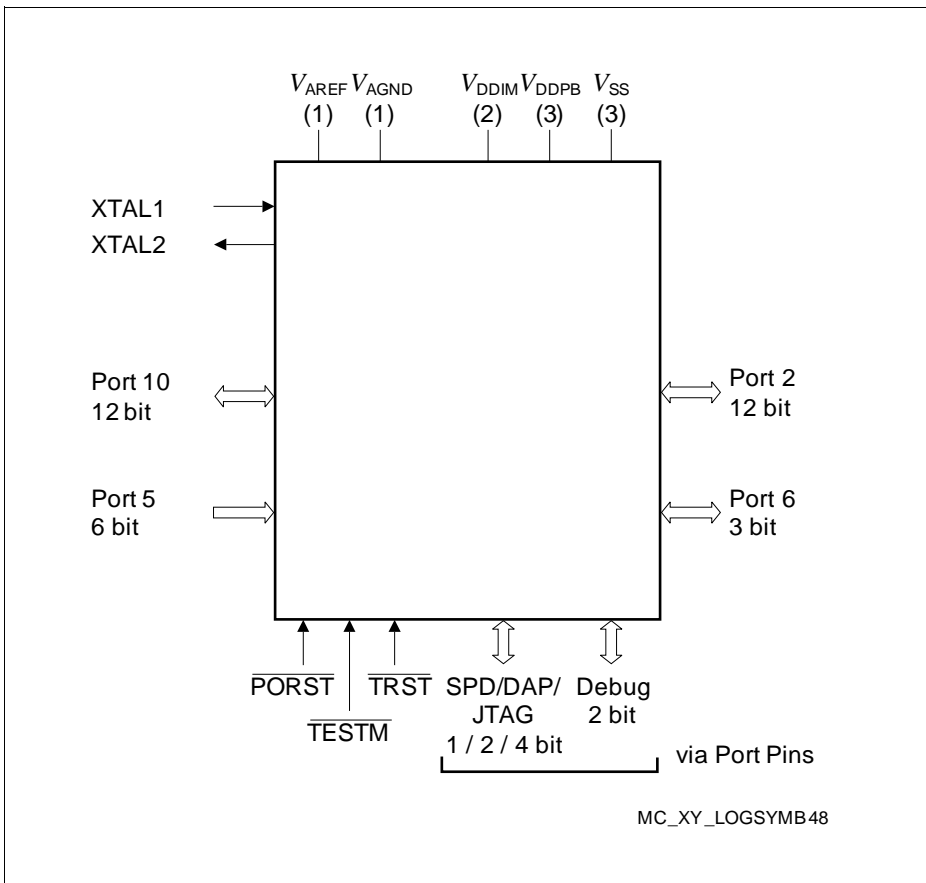 VAREF VAGND VDDIM VDDPB VSS
(1) (1) (2) (3) (3)
XTAL1
XTAL2
Port 10
12 bit
Port 2
12 bit
Port 5
6 bit
Port 6
3 bit
PORST
TRST
SPD/DAP/
JTAG
1 / 2 / 4 bit
Debug
2 bit
TESTM
via Port Pins
MC_XY_LOGSYMB48